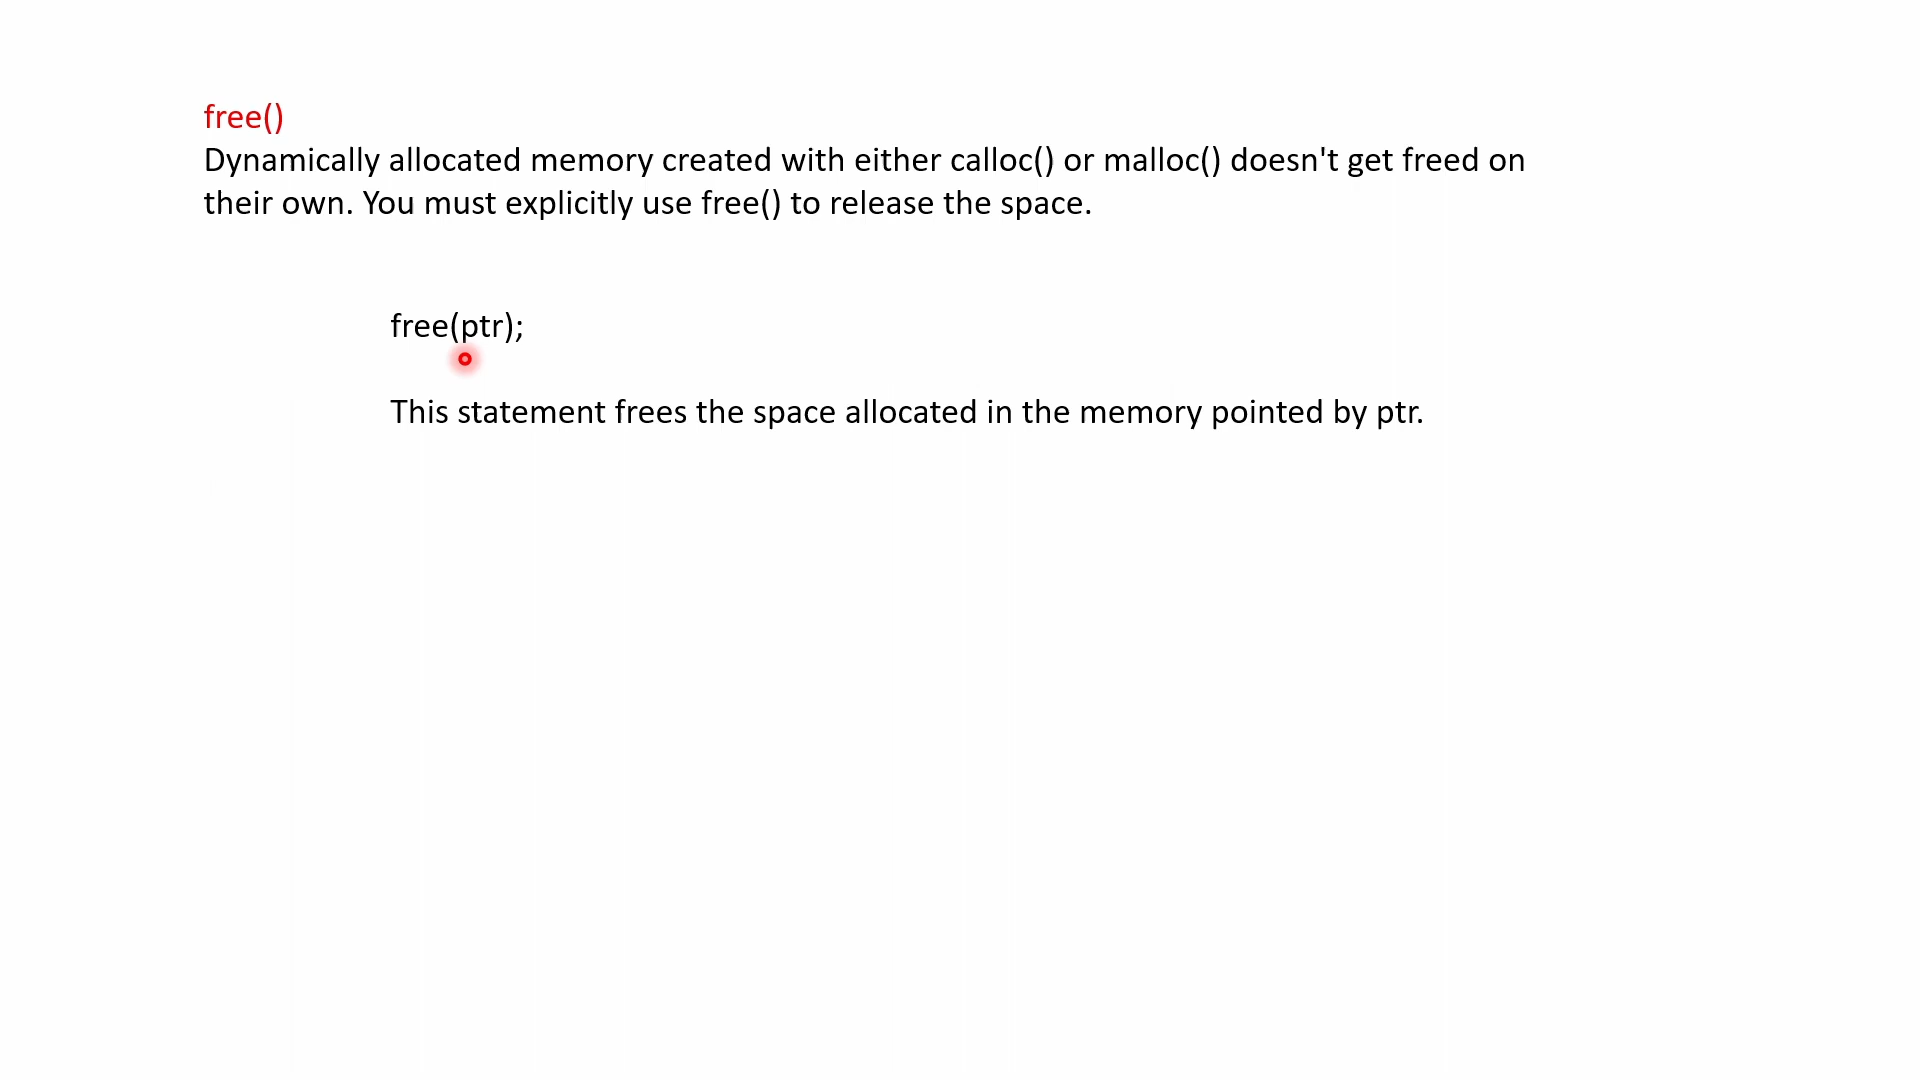 free()
Dynamically allocated memory created with either calloc() or malloc() doesn't get freed on
their own. You must explicitly use free() to release the space.
free(ptr);
This statement frees the space allocated in the memory pointed by ptr.